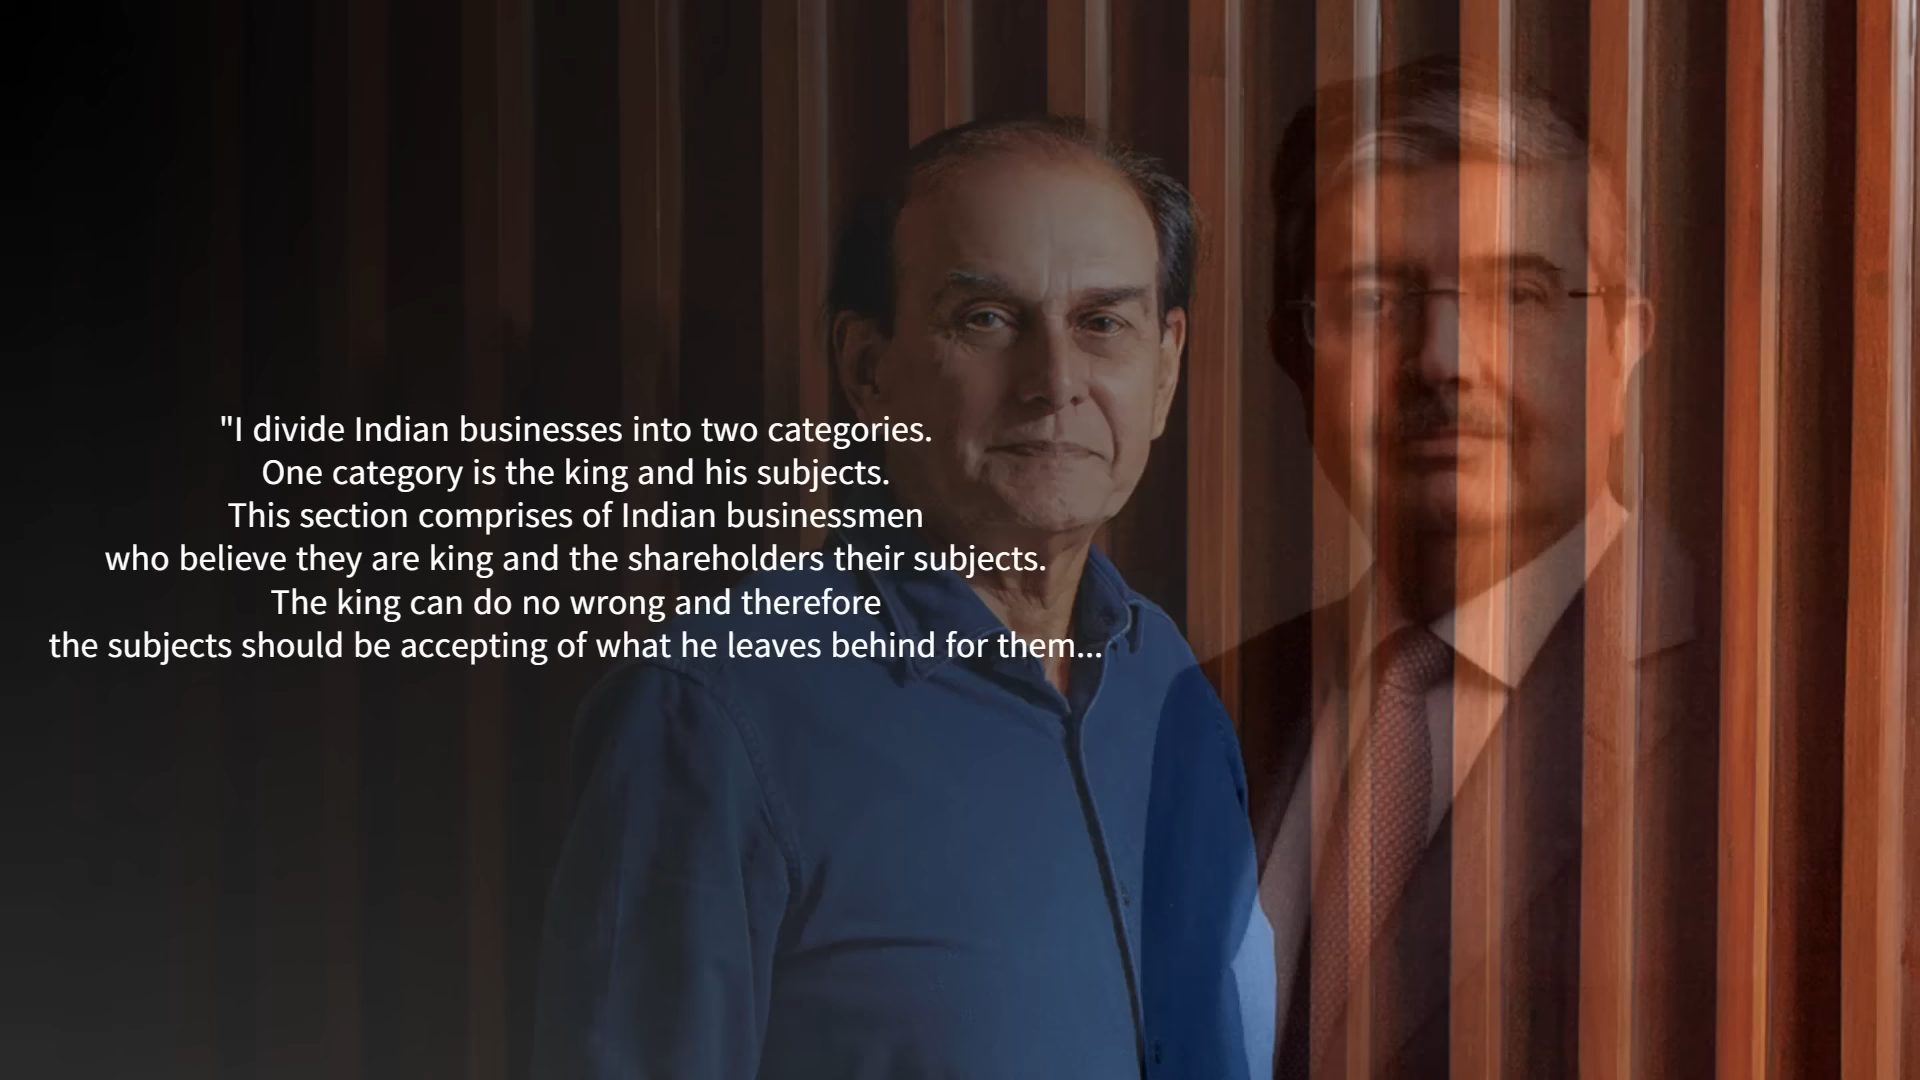 "I divide Indian businesses into two categories.
One category is the king and his subjects.
This section comprises of Indian businessmen
who believe they are king and the shareholders their subjects.
The king can do no wrong and therefore
the subjects should be accepting of what he leaves behind for them...